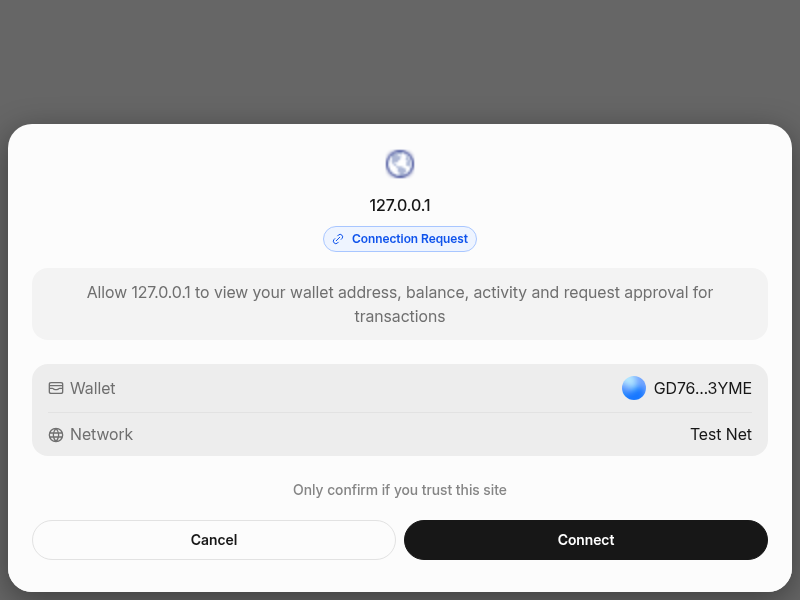 127.0.0.1
Connection Request
Allow 127.0.0.1 to view your wallet address, balance, activity and request approval for
transactions
Wallet
GD76...3YME
Network
Test Net
Only confirm if you trust this site
Cancel
Connect